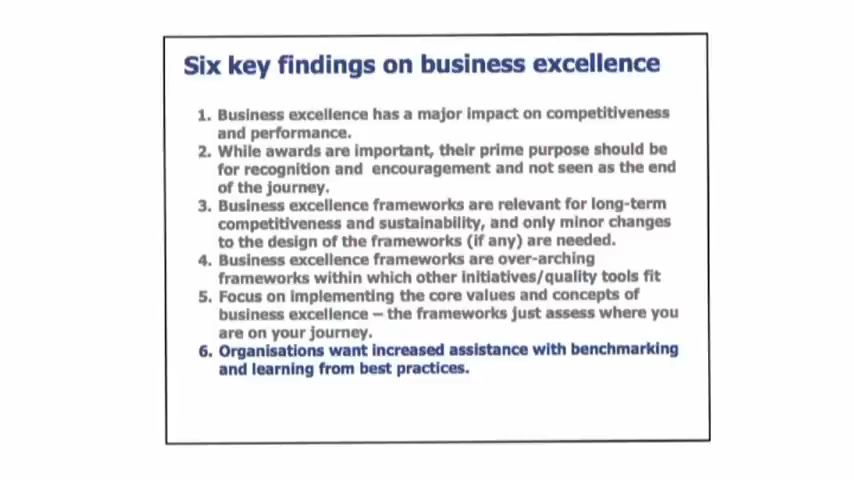 Six key findings on business excellence
1. Business excellence has a major impact on competitiveness
and performance.
2. While awards are important, their prime purpose should be
for recognition and encouragement and not seen as the end
of the journey.
3. Business excellence frameworks are relevant for long-term
competitiveness and sustainability, and only minor changes
to the design of the frameworks (if any) are needed.
4. Business excellence frameworks are over-arching
frameworks within which other initiatives/quality tools fit
5. Focus on implementing the core values and concepts of
business excellence – the frameworks just assess where you
are on your journey.
6. Organisations want increased assistance with benchmarking
and learning from best practices.